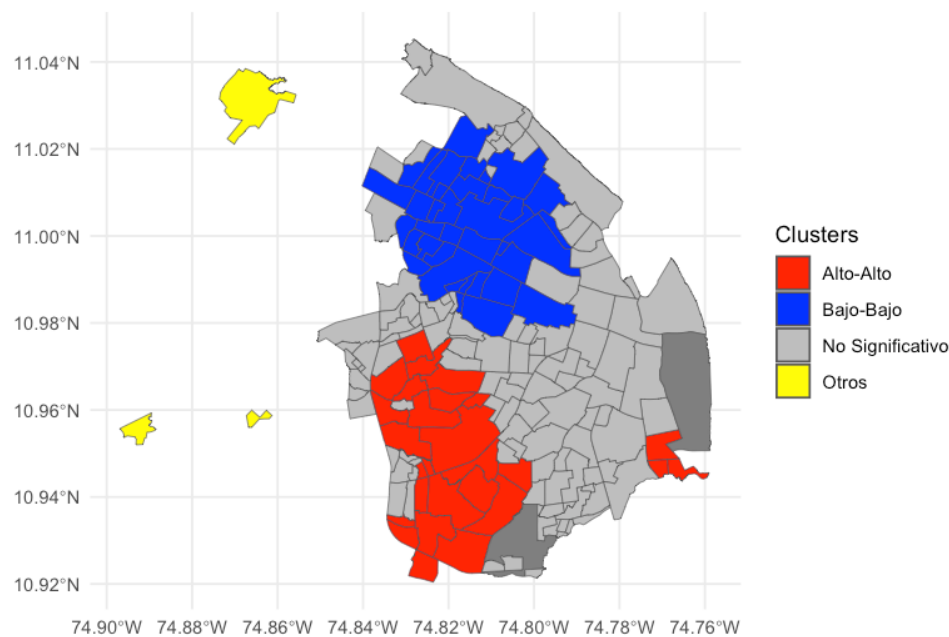 11.04°N
11.02°N
11.00°N
10.98°N
10.96°N
10.94°N
10.92°N
74.90°W 74.88°W 74.86°W 74.84°W 74.82°W 74.80°W 74.78°W 74.76°W
Clusters
Alto-Alto
Bajo-Bajo
No Significativo
Otros